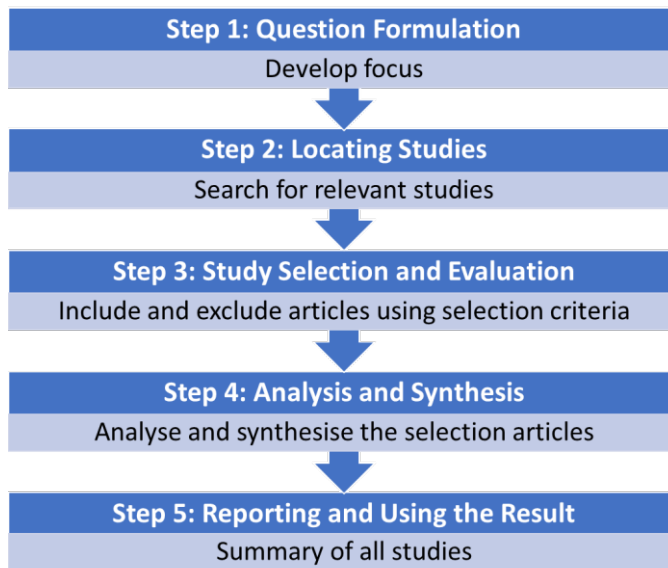 Step 1: Question Formulation
Develop focus
Step 2: Locating Studies
Search for relevant studies
Step 3: Study Selection and Evaluation
Include and exclude articles using selection criteria
Step 4: Analysis and Synthesis
Analyse and synthesise the selection articles
Step 5: Reporting and Using the Result
Summary of all studies